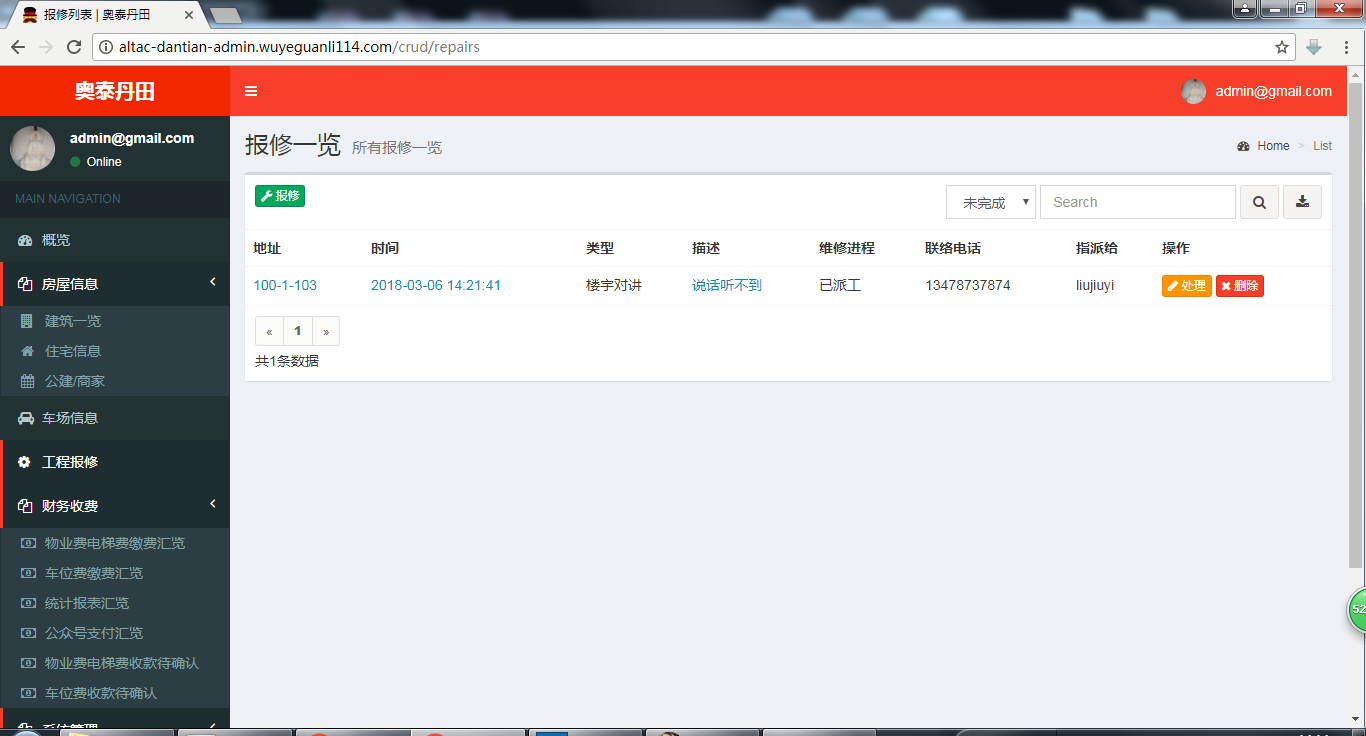 报修列表 | 奥泰丹田
altac-dantian-admin.wuyeguanli114.com/crud/repairs
奥泰丹田
admin@gmail.com
admin@gmail.com
Online
MAIN NAVIGATION
概览
房屋信息
建筑一览
住宅信息
公建/商家
车场信息
工程报修
财务收费
物业费电梯费缴费汇览
车位费缴费汇览
统计报表汇览
公众号支付汇览
物业费电梯费收款待确认
车位费收款待确认
系统管理
报修一览 所有报修一览
Home > List
报修
未完成 Search
地址 时间 类型 描述 维修进程 联络电话 指派给 操作
100-1-103 2018-03-06 14:21:41 楼宇对讲 说话听不到 已派工 13478737874 liujiuyi 处理 删除
« 1 »
共1条数据
52